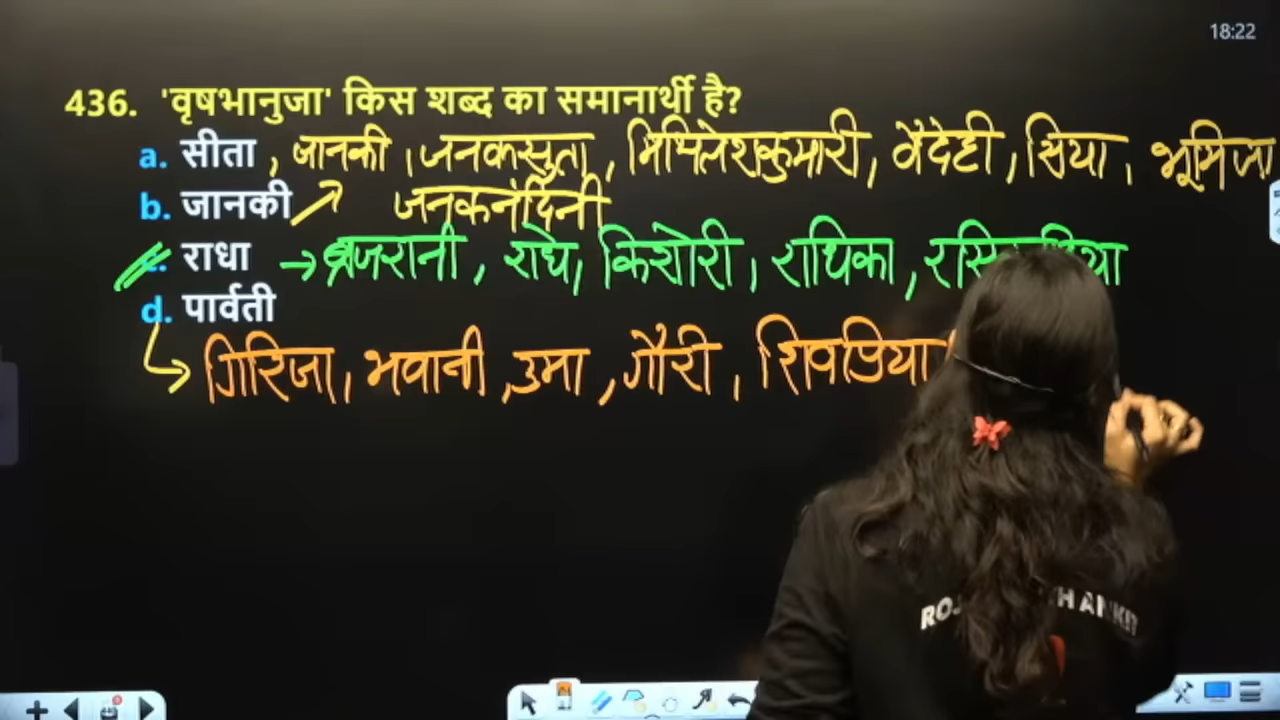 18:22
436. 'वृषभानुजा' किस शब्द का समानार्थी है?
a. सीता, जानकी, जनकसुता, मिथिलेशकुमारी, वैदेही, सिया, भूमिजा
b. जानकी → जनकनंदिनी
राधा → ब्रजरानी, राधे, किशोरी, राधिका,
d. पार्वती
↳ गिरिजा, भवानी, उमा, गौरी, शिवप्रिया